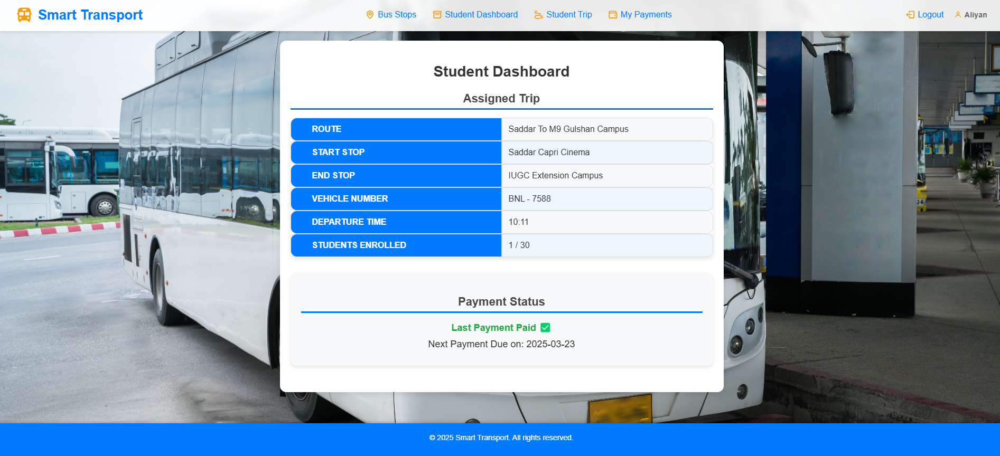 Smart Transport
Bus Stops
Student Dashboard
Student Trip
My Payments
Logout
Aliyan
Student Dashboard
Assigned Trip
ROUTE Saddar To M9 Gulshan Campus
START STOP Saddar Capri Cinema
END STOP IUGC Extension Campus
VEHICLE NUMBER BNL - 7588
DEPARTURE TIME 10:11
STUDENTS ENROLLED 1 / 30
Payment Status
Last Payment Paid ✅
Next Payment Due on: 2025-03-23
© 2025 Smart Transport. All rights reserved.